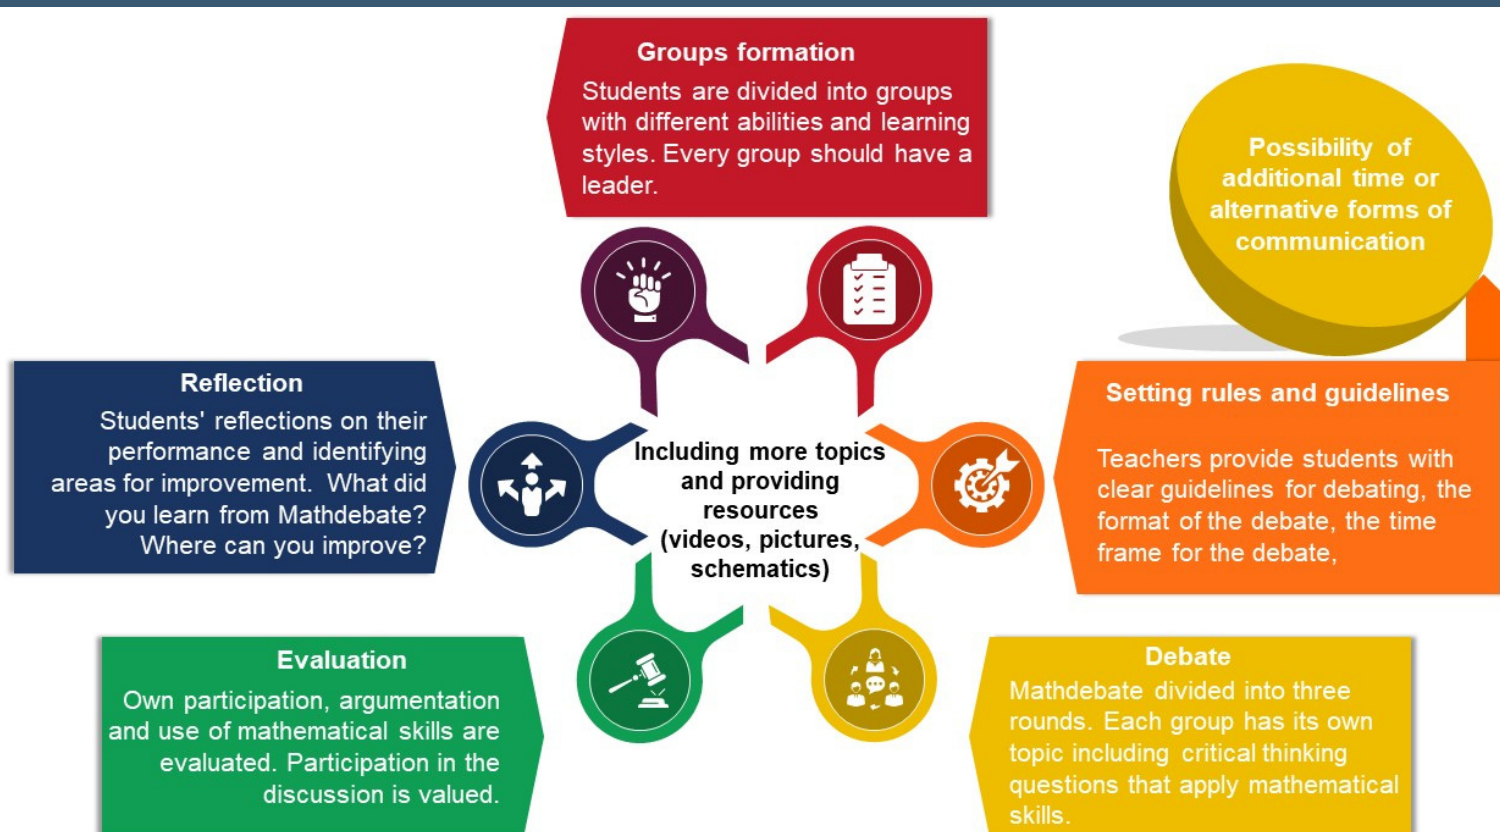 Groups formation
Students are divided into groups
with different abilities and learning
styles. Every group should have a
leader.
Possibility of
additional time or
alternative forms of
communication
Reflection
Students' reflections on their
performance and identifying
areas for improvement. What did
you learn from Mathdebate?
Where can you improve?
Including more topics
and providing
resources
(videos, pictures,
schematics)
Setting rules and guidelines
Teachers provide students with
clear guidelines for debating, the
format of the debate, the time
frame for the debate,
Evaluation
Own participation, argumentation
and use of mathematical skills are
evaluated. Participation in the
discussion is valued.
Debate
Mathdebate divided into three
rounds. Each group has its own
topic including critical thinking
questions that apply mathematical
skills.